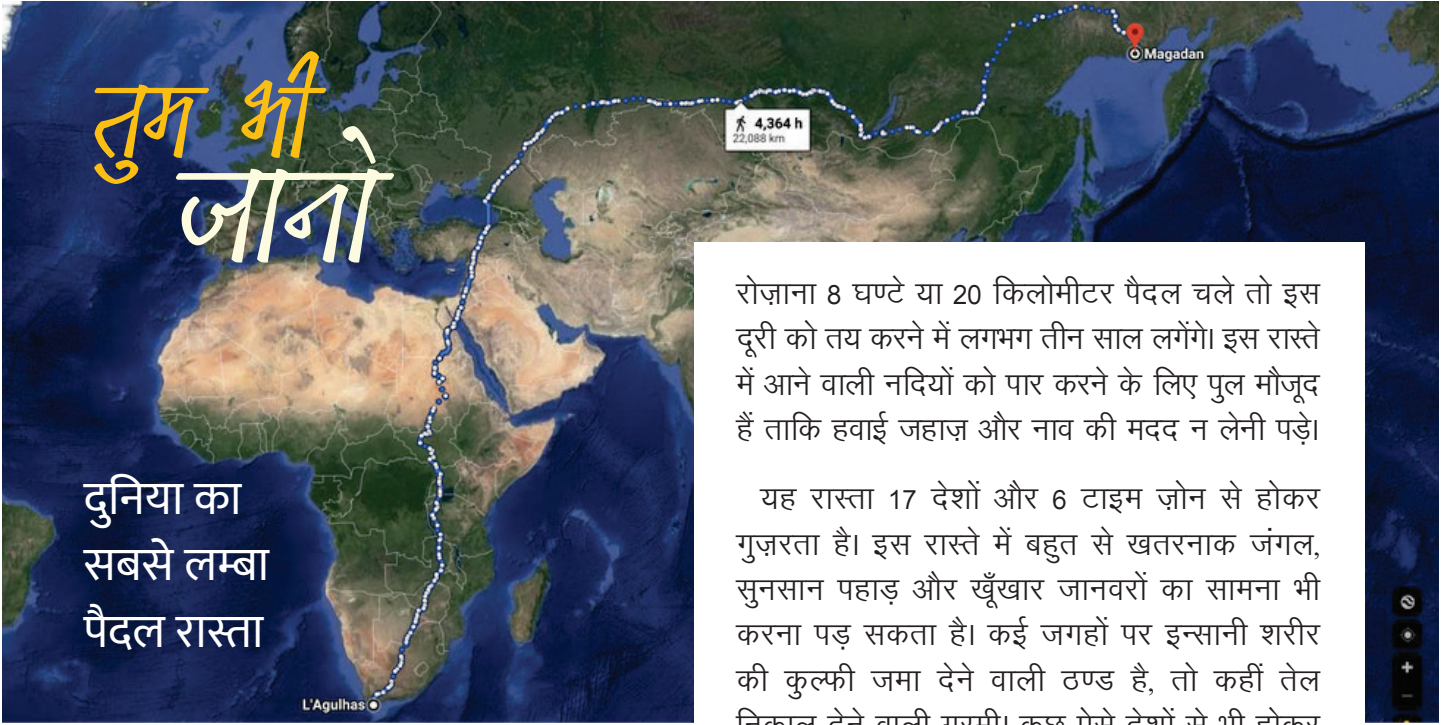 तुम भी
जानो
दुनिया का
सबसे लम्बा
पैदल रास्ता
Magadan
4,364 h
22,088 km
L'Agulhas
रोज़ाना 8 घण्टे या 20 किलोमीटर पैदल चले तो इस
दूरी को तय करने में लगभग तीन साल लगेंगे। इस रास्ते
में आने वाली नदियों को पार करने के लिए पुल मौजूद
हैं ताकि हवाई जहाज़ और नाव की मदद न लेनी पड़े।
यह रास्ता 17 देशों और 6 टाइम ज़ोन से होकर
गुज़रता है। इस रास्ते में बहुत से खतरनाक जंगल,
सुनसान पहाड़ और खूँखार जानवरों का सामना भी
करना पड़ सकता है। कई जगहों पर इन्सानी शरीर
की कुल्फी जमा देने वाली ठण्ड है, तो कहीं तेल
निकाल देने वाली गरमी। कुछ ऐसे देशों से भी होकर